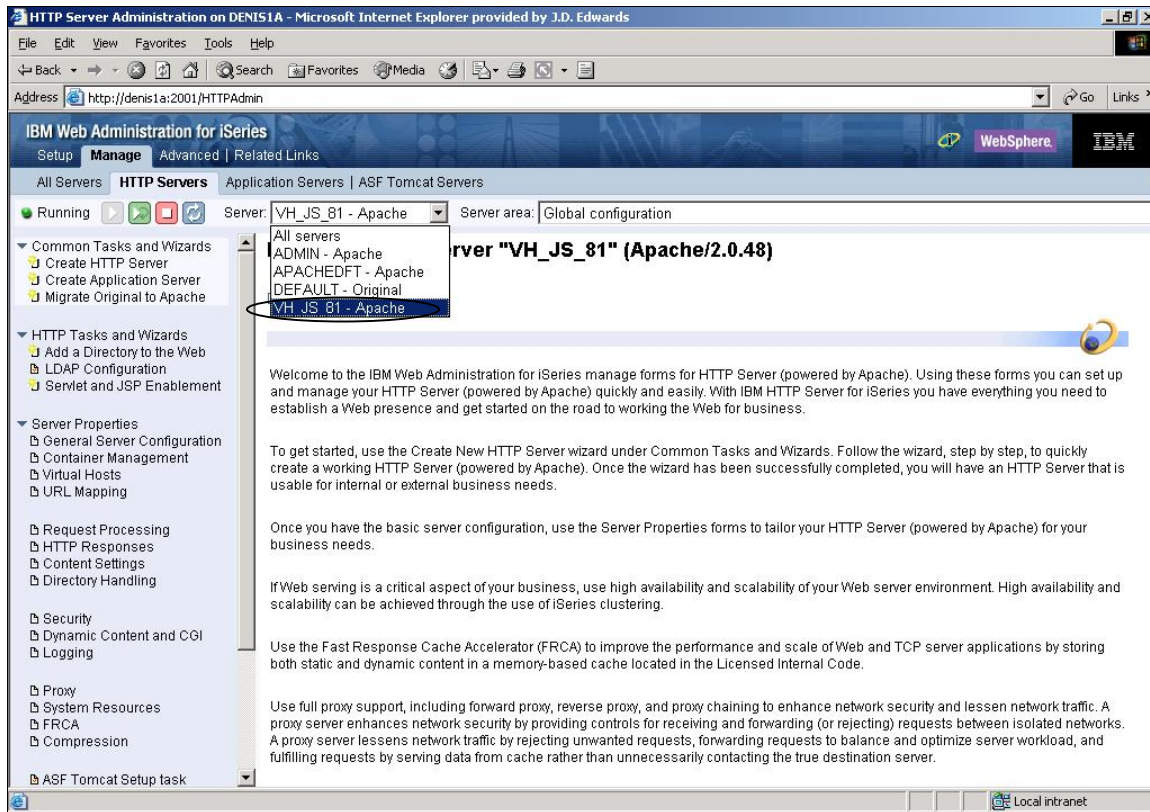 HTTP Server Administration on DENIS1A - Microsoft Internet Explorer provided by J.D. Edwards
File Edit View Favorites Tools Help
Back Search Favorites Media
Address http://denis1a:2001/HTTPAdmin Go Links
IBM Web Administration for iSeries
WebSphere. IBM
Setup Manage Advanced | Related Links
All Servers HTTP Servers Application Servers | ASF Tomcat Servers
Running Server: VH_JS_81 - Apache Server area: Global configuration
All servers
ADMIN - Apache
APACHEDFT - Apache
DEFAULT - Original
VH_JS_81 - Apache
rver "VH_JS_81" (Apache/2.0.48)
Common Tasks and Wizards
Create HTTP Server
Create Application Server
Migrate Original to Apache
HTTP Tasks and Wizards
Add a Directory to the Web
LDAP Configuration
Servlet and JSP Enablement
Server Properties
General Server Configuration
Container Management
Virtual Hosts
URL Mapping
Request Processing
HTTP Responses
Content Settings
Directory Handling
Security
Dynamic Content and CGI
Logging
Proxy
System Resources
FRCA
Compression
ASF Tomcat Setup task
Welcome to the IBM Web Administration for iSeries manage forms for HTTP Server (powered by Apache). Using these forms you can set up
and manage your HTTP Server (powered by Apache) quickly and easily. With IBM HTTP Server for iSeries you have everything you need to
establish a Web presence and get started on the road to working the Web for business.
To get started, use the Create New HTTP Server wizard under Common Tasks and Wizards. Follow the wizard, step by step, to quickly
create a working HTTP Server (powered by Apache). Once the wizard has been successfully completed, you will have an HTTP Server that is
usable for internal or external business needs.
Once you have the basic server configuration, use the Server Properties forms to tailor your HTTP Server (powered by Apache) for your
business needs.
If Web serving is a critical aspect of your business, use high availability and scalability of your Web server environment. High availability and
scalability can be achieved through the use of iSeries clustering.
Use the Fast Response Cache Accelerator (FRCA) to improve the performance and scale of Web and TCP server applications by storing
both static and dynamic content in a memory-based cache located in the Licensed Internal Code.
Use full proxy support, including forward proxy, reverse proxy, and proxy chaining to enhance network security and lessen network traffic. A
proxy server enhances network security by providing controls for receiving and forwarding (or rejecting) requests between isolated networks.
A proxy server lessens network traffic by rejecting unwanted requests, forwarding requests to balance and optimize server workload, and
fulfilling requests by serving data from cache rather than unnecessarily contacting the true destination server.
Local intranet